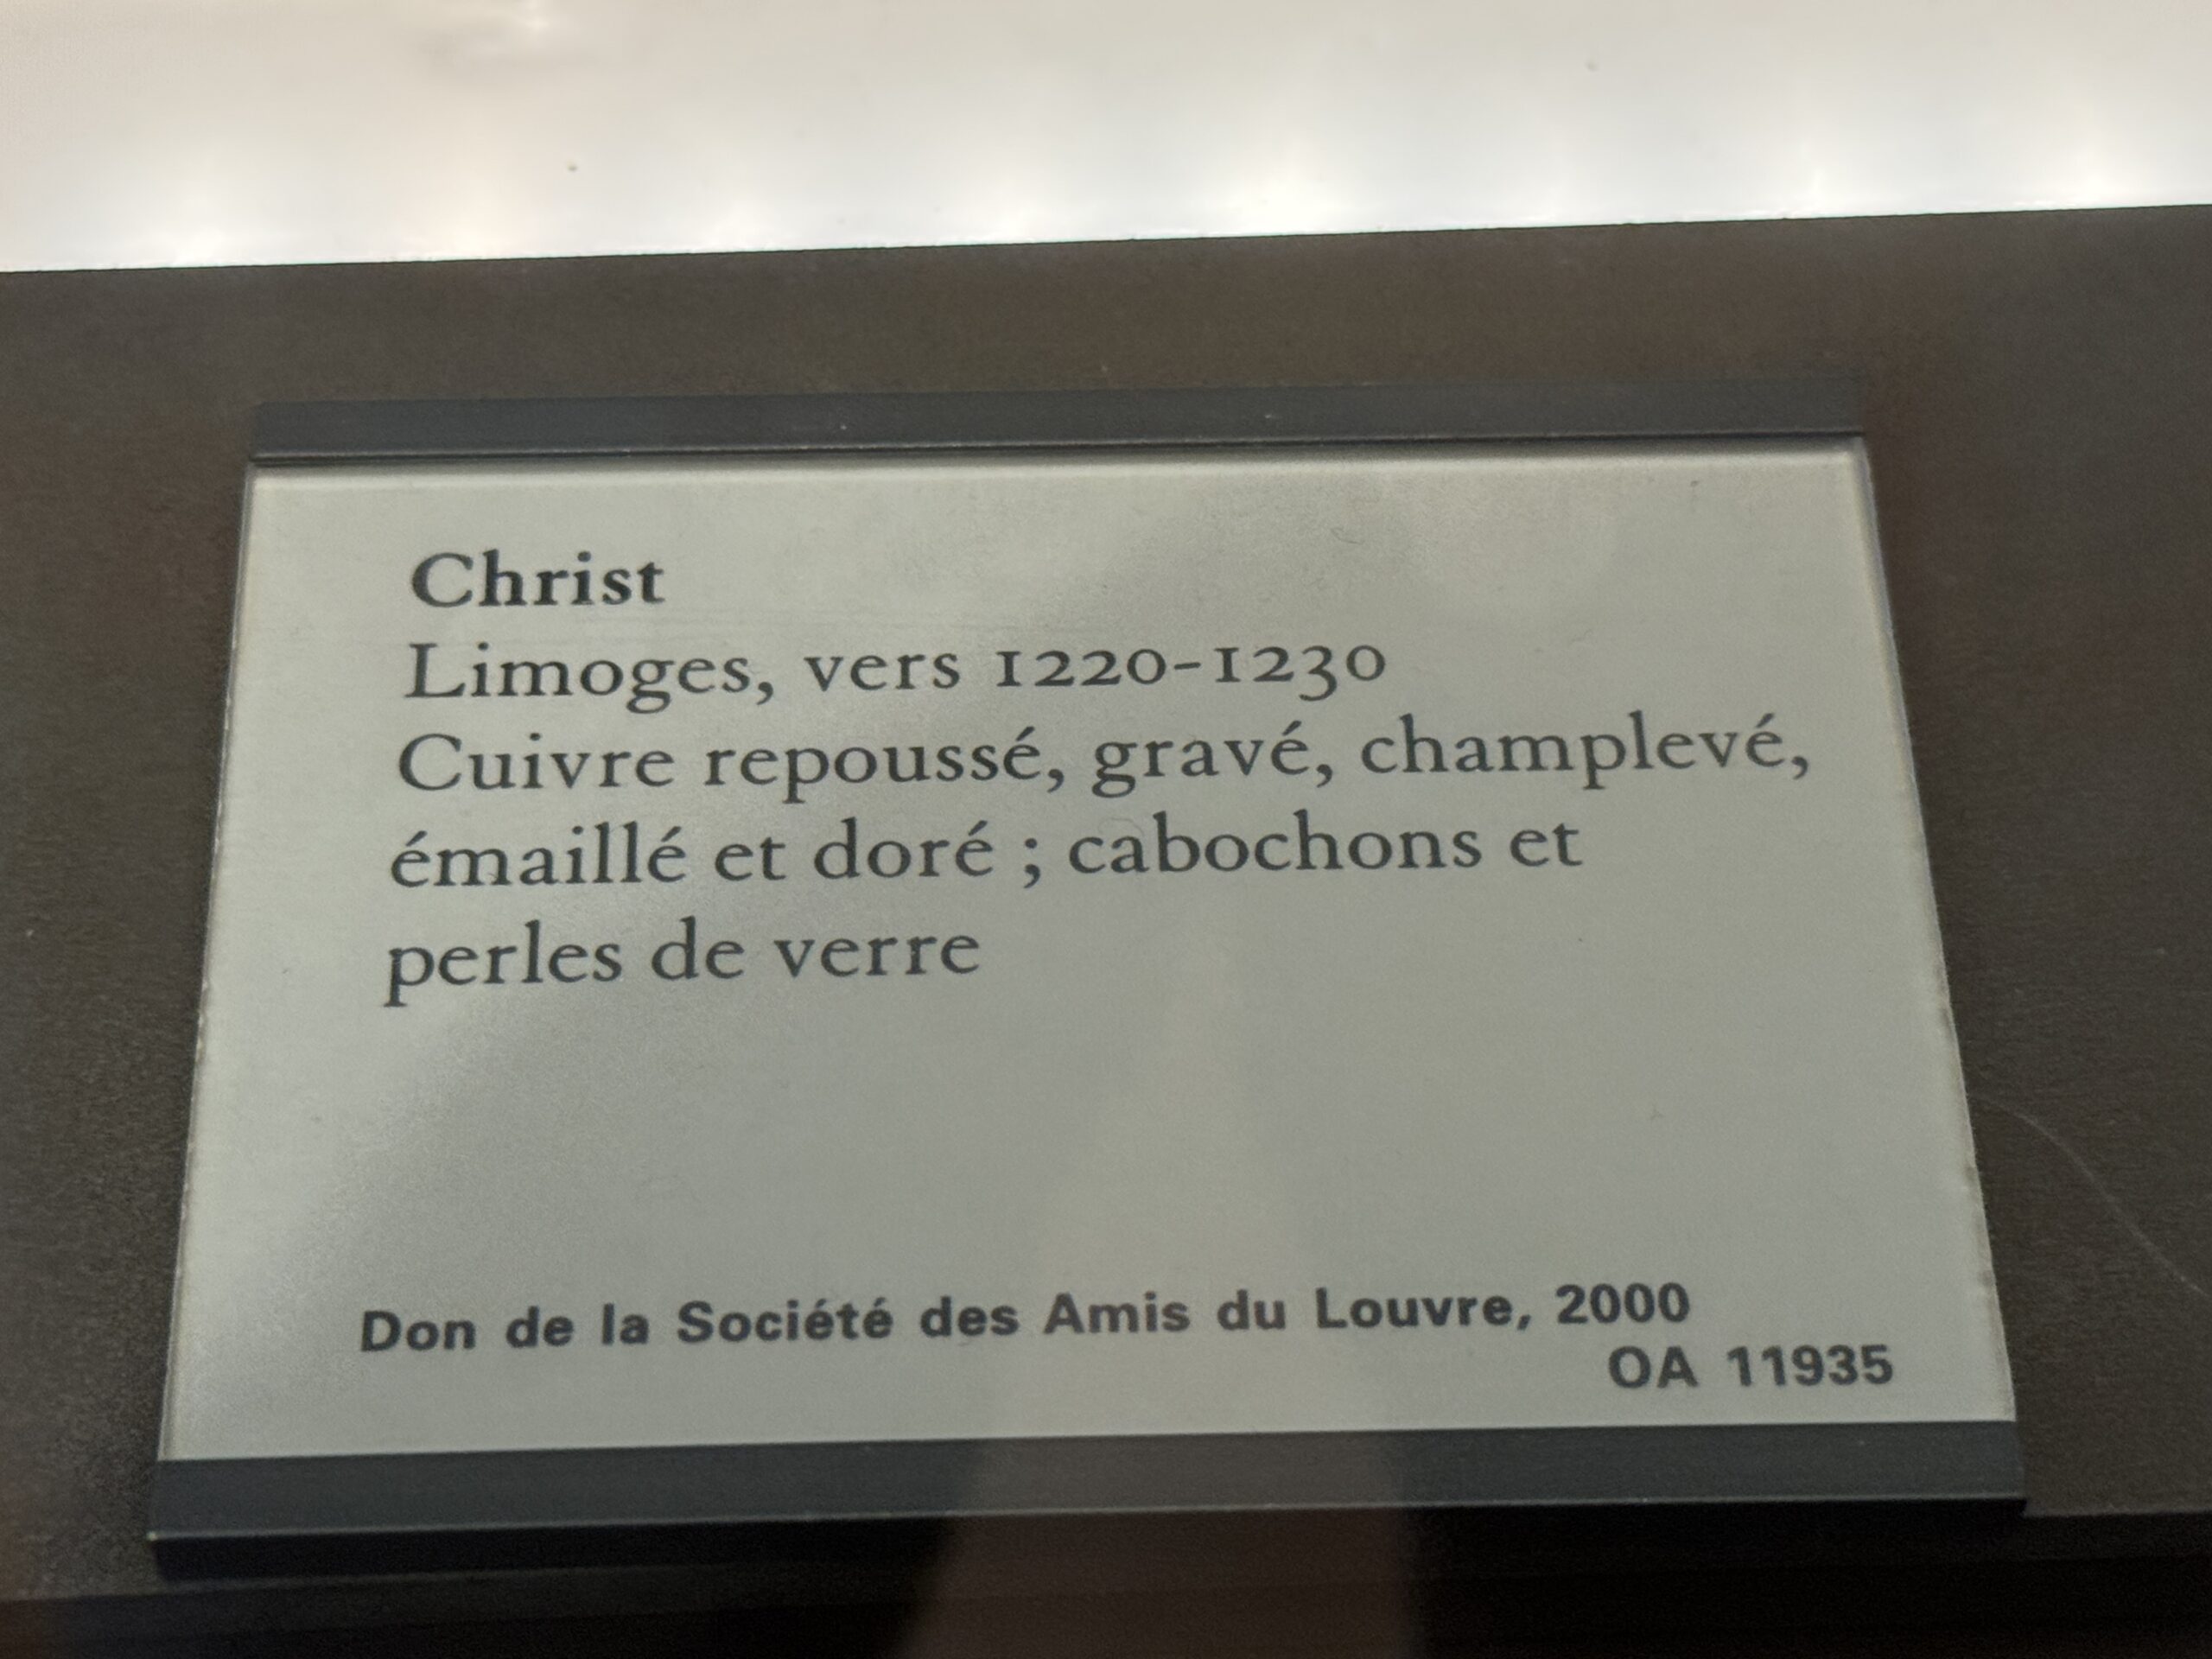 Christ
Limoges, vers 1220-1230
Cuivre repoussé, gravé, champlevé,
émaillé et doré ; cabochons et
perles de verre
Don de la Société des Amis du Louvre, 2000
OA 11935